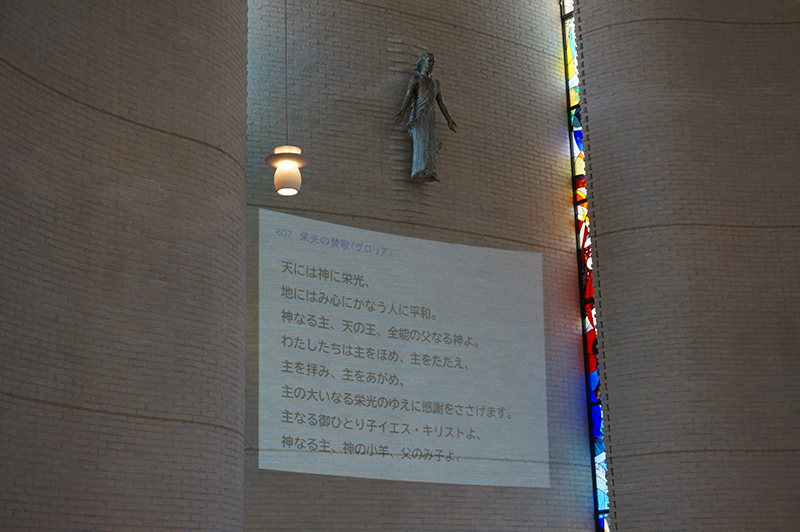 607 栄光の賛歌(グロリア)
天には神に栄光、
地にはみ心にかなう人に平和。
神なる主、天の王、全能の父なる神よ。
わたしたちは主をほめ、主をたたえ、
主を拝み、主をあがめ、
主の大いなる栄光のゆえに感謝をささげます。
主なる御ひとり子イエス・キリストよ、
神なる主、神の小羊、父のみ子よ、